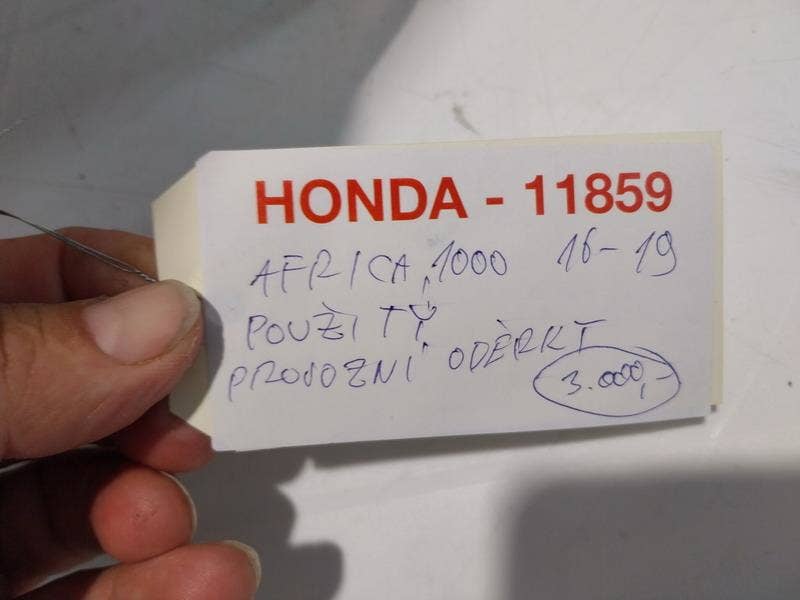 HONDA - 11859
AFRICA 1000 16-19
POUŽITÝ
PROVOZNÍ ODĚRKY
3.000,-